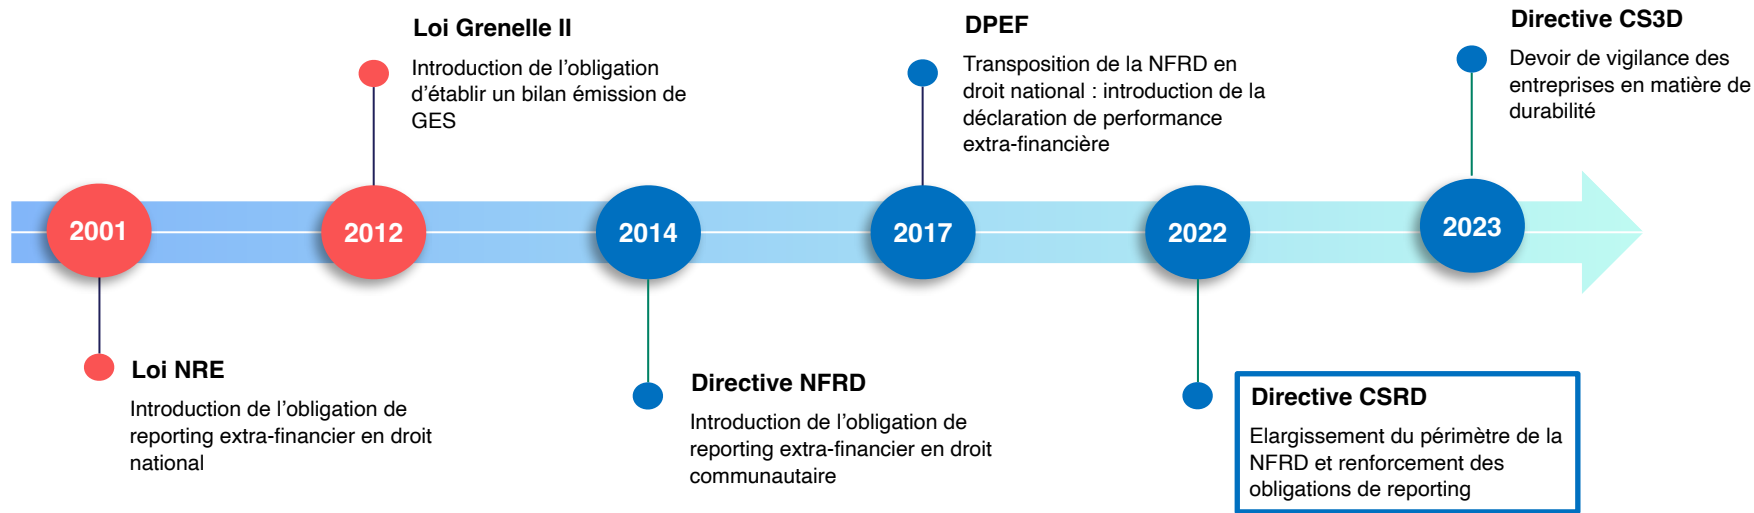 Loi Grenelle II
Introduction de l'obligation
d'établir un bilan émission de
GES
DPEF
Transposition de la NFRD en
droit national : introduction de la
déclaration de performance
extra-financière
Directive CS3D
Devoir de vigilance des
entreprises en matière de
durabilité
2001
2012
2014
2017
2022
2023
Loi NRE
Introduction de l'obligation de
reporting extra-financier en droit
national
Directive NFRD
Introduction de l'obligation de
reporting extra-financier en droit
communautaire
Directive CSRD
Elargissement du périmètre de la
NFRD et renforcement des
obligations de reporting